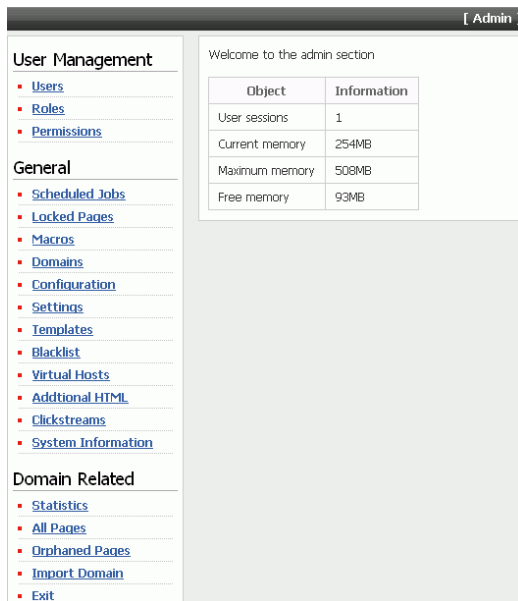 [ Admin ]
User Management
Users
Roles
Permissions
General
Scheduled Jobs
Locked Pages
Macros
Domains
Configuration
Settings
Templates
Blacklist
Virtual Hosts
Addtional HTML
Clickstreams
System Information
Domain Related
Statistics
All Pages
Orphaned Pages
Import Domain
Exit
Welcome to the admin section
Object Information
User sessions 1
Current memory 254MB
Maximum memory 508MB
Free memory 93MB